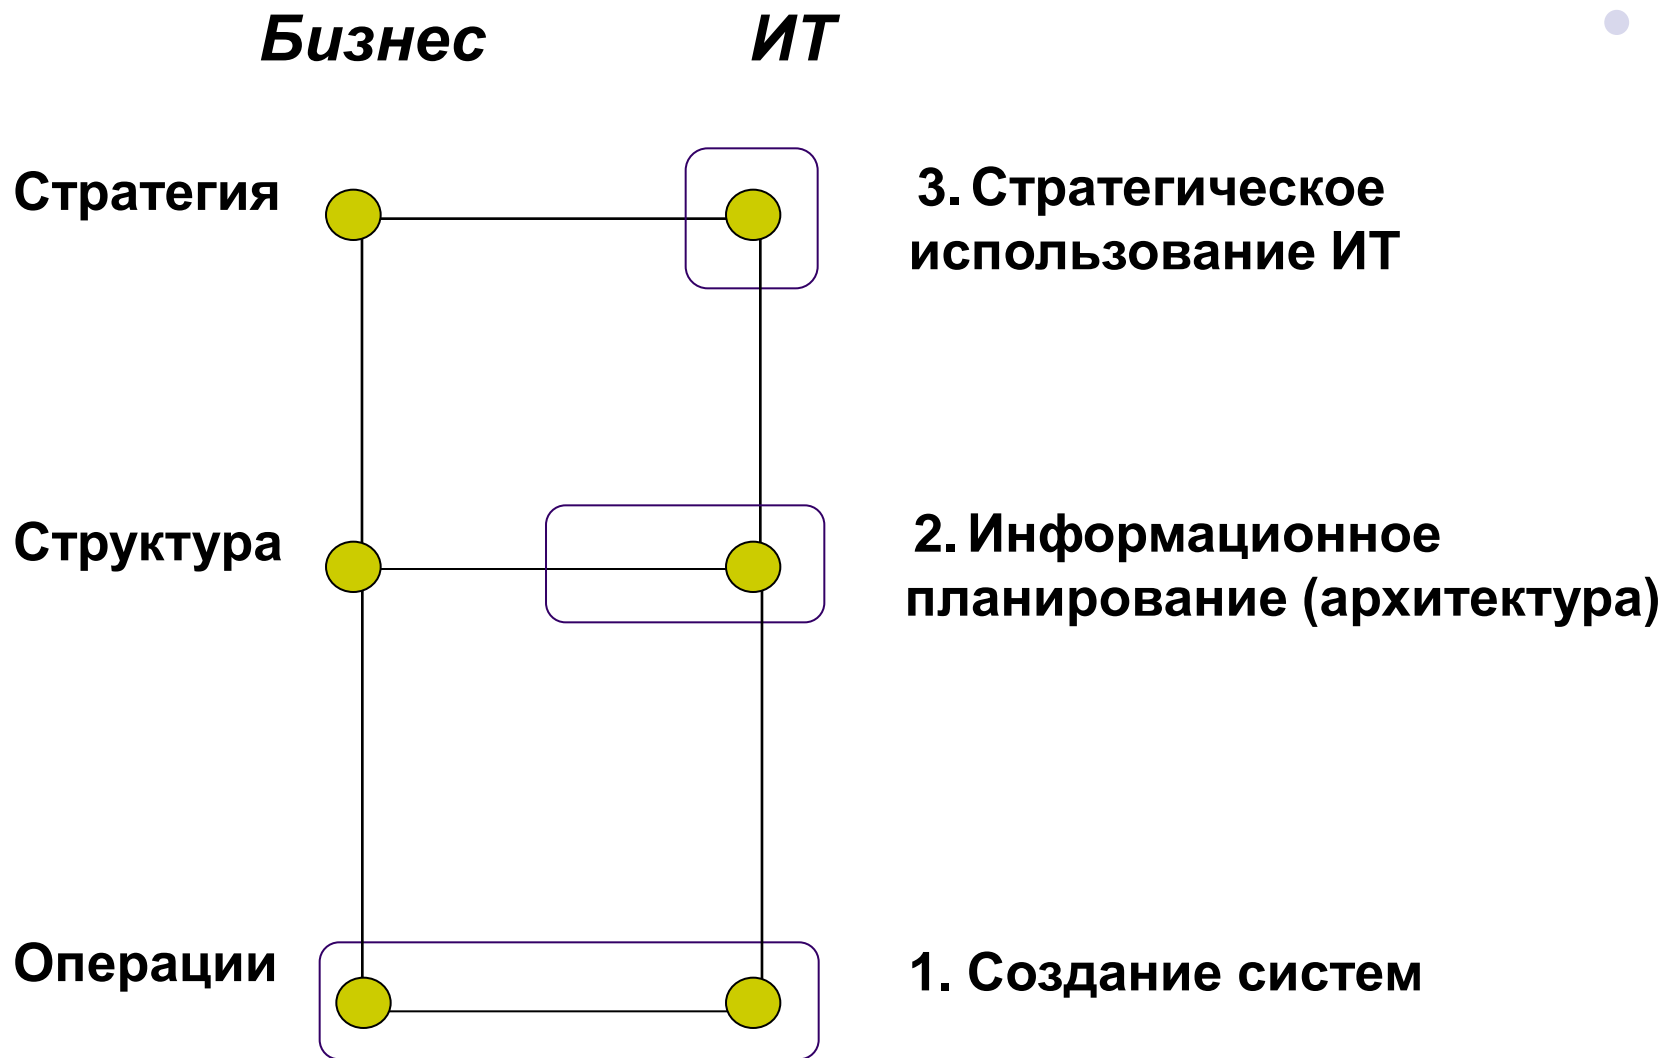 Бизнес ИТ
Стратегия
3. Стратегическое
использование ИТ
Структура
2. Информационное
планирование (архитектура)
Операции
1. Создание систем